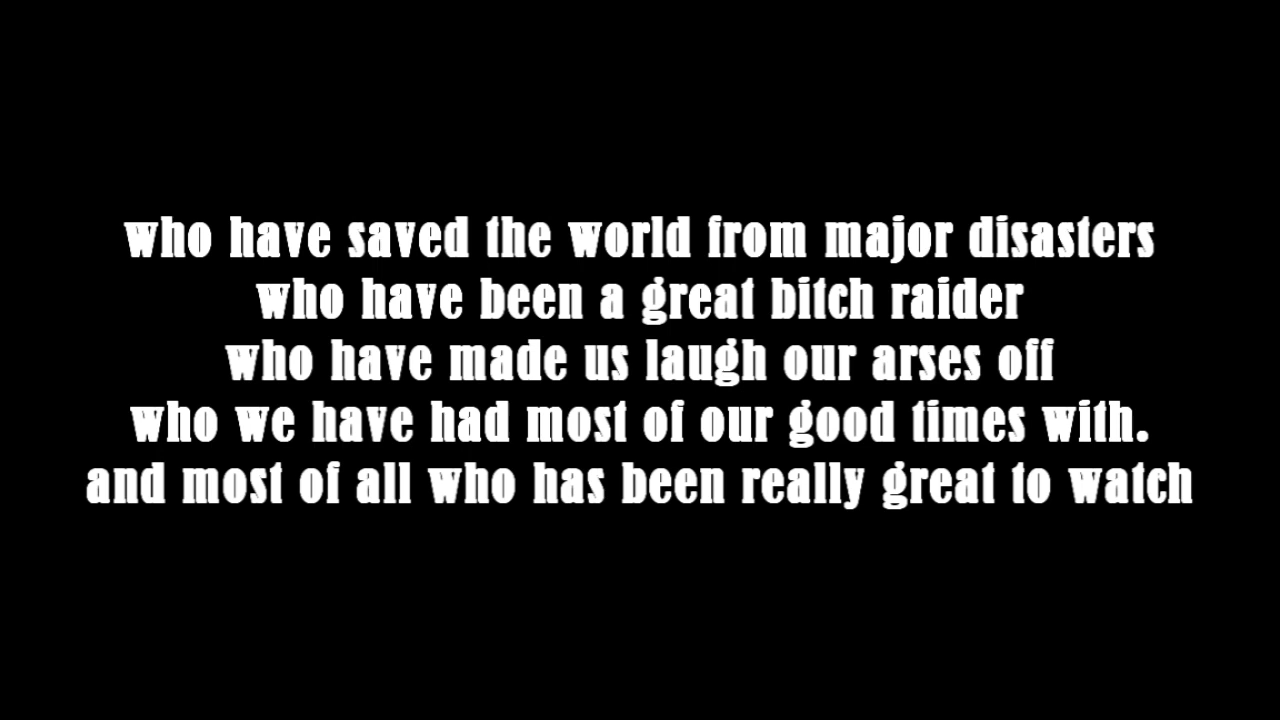 who have saved the world from major disasters
who have been a great bitch raider
who have made us laugh our arses off
who we have had most of our good times with.
and most of all who has been really great to watch